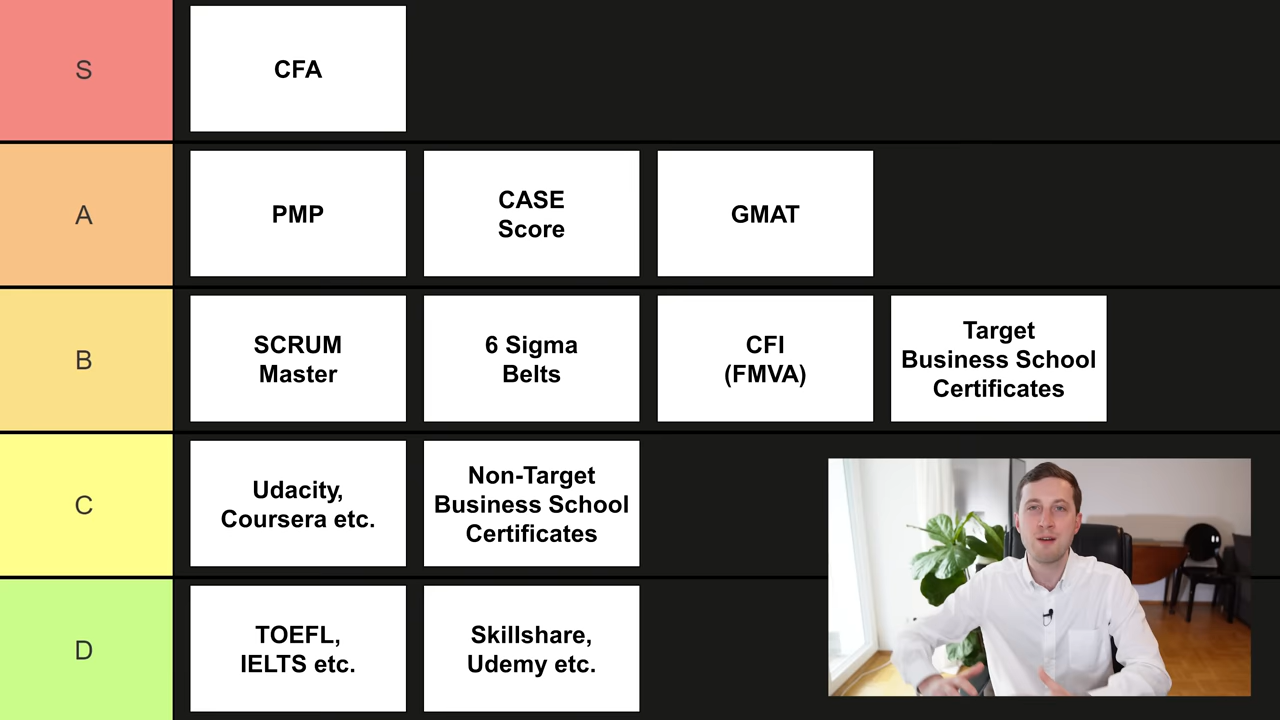 S
CFA
A
PMP
CASE
Score
GMAT
B
SCRUM
Master
6 Sigma
Belts
CFI
(FMVA)
Target
Business School
Certificates
C
Udacity,
Coursera etc.
Non-Target
Business School
Certificates
D
TOEFL,
IELTS etc.
Skillshare,
Udemy etc.